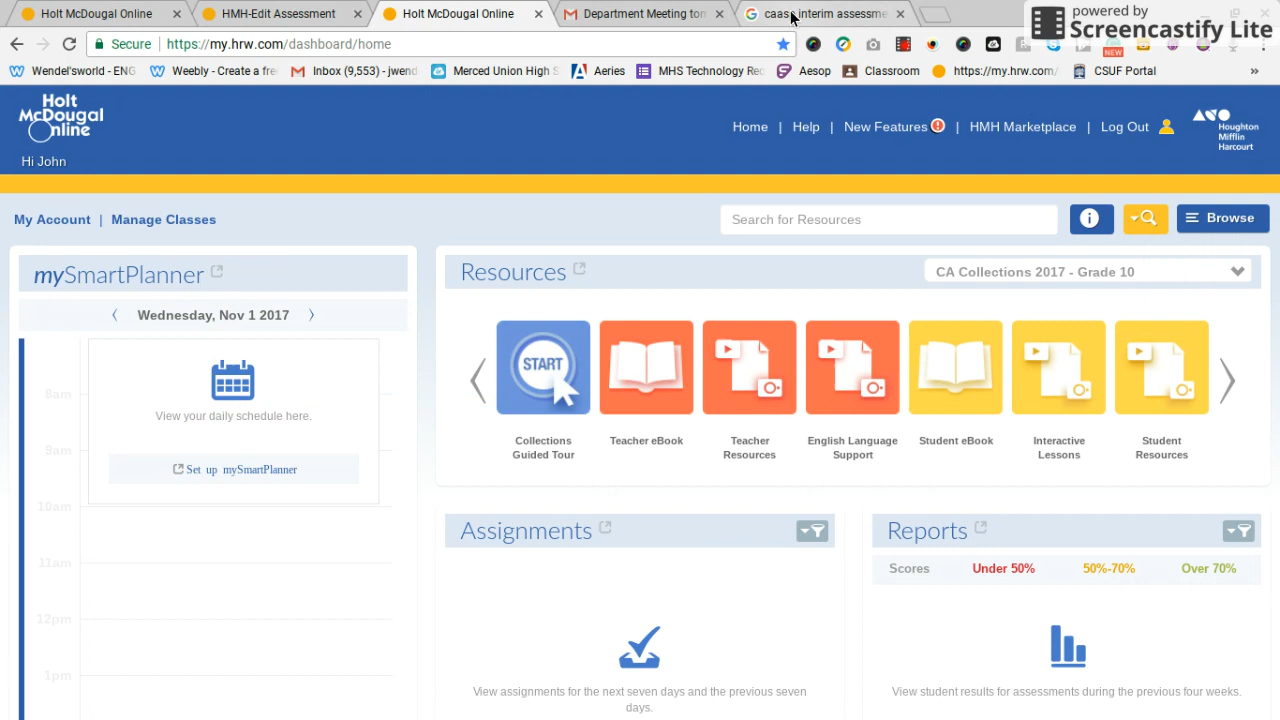 Holt McDougal Online
HMH-Edit Assessment
Holt McDougal Online
Department Meeting tom
caasp interim assessme
powered by
Screencastify Lite
Secure
https://my.hrw.com/dashboard/home
NEW
Wendel'sworld - ENG
Weebly - Create a fre
Inbox (9,553) - jwend
Merced Union High S
Aeries
MHS Technology Re
Aesop
Classroom
https://my.hrw.com/
CSUF Portal
»
Holt
McDougal
Online
Hi John
Home | Help | New Features | HMH Marketplace | Log Out
Houghton
Mifflin
Harcourt
My Account | Manage Classes
Search for Resources
Browse
mySmartPlanner
Wednesday, Nov 1 2017
8am
View your daily schedule here.
9am
Set up mySmartPlanner
10am
11am
12pm
1pm
Resources
CA Collections 2017 - Grade 10
START
Collections
Guided Tour
Teacher eBook
Teacher
Resources
English Language
Support
Student eBook
Interactive
Lessons
Student
Resources
Assignments
View assignments for the next seven days and the previous seven
days.
Reports
Scores Under 50% 50%-70% Over 70%
View student results for assessments during the previous four weeks.